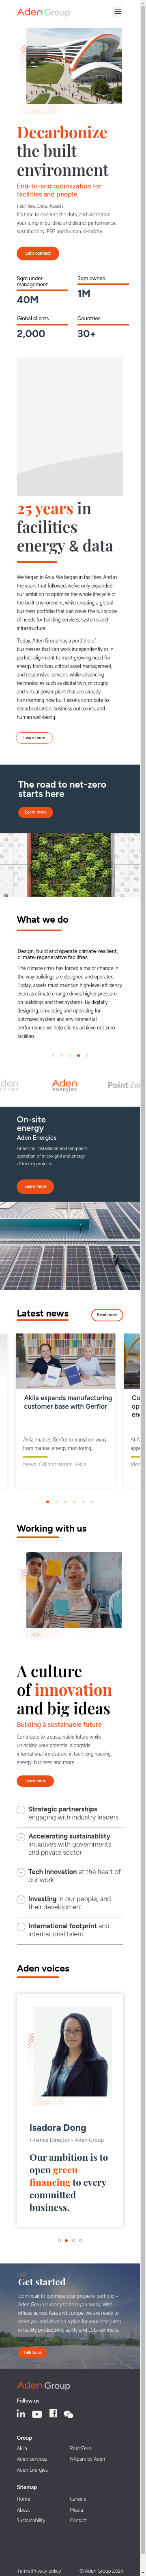 Aden Group
Decarbonize
the built
environment
End-to-end optimization for
facilities and people
Facilities. Data. Assets.
It's time to connect the dots, and accelerate
your jump in building and district performance,
sustainability, ESG and human-centricity.
Let's connect
Sqm under
management
40M
Sqm owned
1M
Global clients
2,000
Countries
30+
25 years in
facilities
energy & data
We began in Asia. We began in facilities. And in
the years that followed, we've only expanded
our ambition to optimize the whole lifecycle of
the built environment, while creating a global
business portfolio that can cover the full scope
of needs for building, services, systems and
infrastructure.
Today, Aden Group has a portfolio of
businesses that can work independently or in
perfect alignment to meet growing need for
energy transition, critical asset management,
and responsive services, while advancing
technologies such as digital twin, microgrid
and virtual power plant that are already
transforming how built assets contribute to
deep decarbonization, business outcomes, and
human well-being.
Learn more
The road to net-zero
starts here
Learn more
What we do
Design, build and operate climate-resilient,
climate-regenerative facilities
The climate crisis has forced a major change in
the way buildings are designed and operated.
Today, assets must maintain high-level efficiency
even as climate change drives higher pressures
on buildings and their systems. By digitally
designing, and simulating, while looking to
optimized system and environmental
performance we help clients achieve net-zero
facilities.
Aden
energies
PointZe
On-site
energy
Aden Energies
Financing, installation and long-term
operation of micro-grid and energy
efficiency projects.
Learn more
Latest news
Read more
Akila expands manufacturing
customer base with Gerflor
Akila enables Gerflor to transition away
from manual energy monitoring,..
News Collaborations Akila
Working with us
A culture
of innovation
and big ideas
Building a sustainable future
Contribute to a sustainable future while
unlocking your potential alongside
international innovators in tech, engineering,
energy, business and more.
Learn more
Strategic partnerships
engaging with industry leaders
Accelerating sustainability
initiatives with governments
and private sector
Tech innovation at the heart of
our work
Investing in our people, and
their development
International footprint and
international talent
Aden voices
Isadora Dong
Finance Director - Aden Group
Our ambition is to
open green
financing to every
committed
business.
Get started
Don't wait to optimize your property portfolio—
Aden Group is ready to help you today. With
offices across Asia and Europe, we are ready to
meet you and develop a plan for your next jump
in facility productivity, agility and ESG efficiency.
Talk to us
Aden Group
Follow us
Group
Akila
PointZero
Aden Services
NXpark by Aden
Aden Energies
Sitemap
Home
Careers
About
Media
Sustainability
Contact
Terms|Privacy policy
© Aden Group 2024